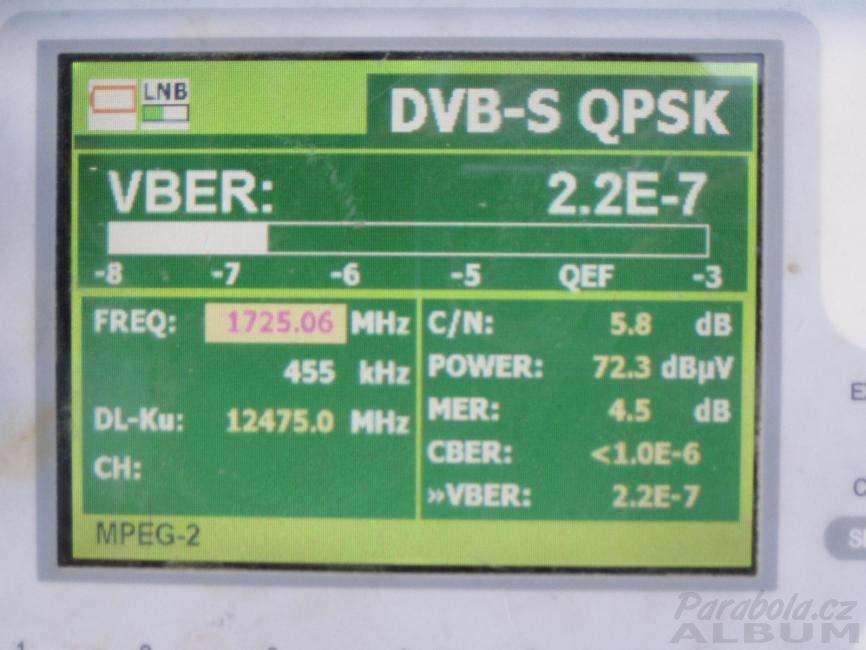 LNB
DVB-S QPSK
VBER: 2.2E-7
-8 -7 -6 -5 QEF -3
FREQ: 1725.06 MHz
455 kHz
DL-Ku: 12475.0 MHz
CH:
C/N: 5.8 dB
POWER: 72.3 dBµV
MER: 4.5 dB
CBER: <1.0E-6
»VBER: 2.2E-7
MPEG-2
Parabola.cz
ALBUM